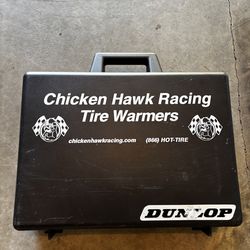 Chicken Hawk Racing
Tire Warmers
chickenhawkracing.com (866) HOT-TIRE
DUNLOP